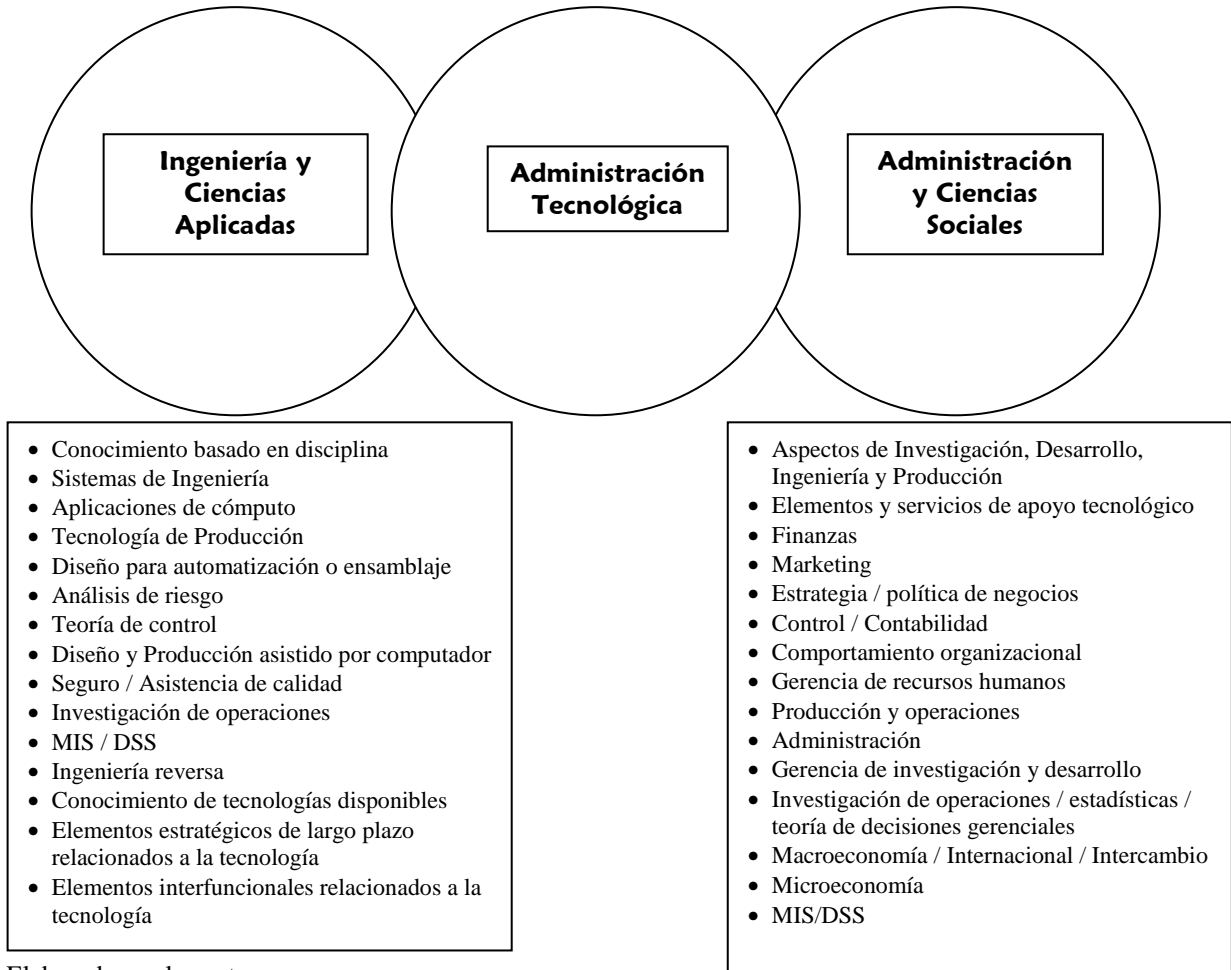 Ingeniería y
Ciencias
Aplicadas
Administración
Tecnológica
Administración
y Ciencias
Sociales
• Conocimiento basado en disciplina
• Sistemas de Ingeniería
• Aplicaciones de cómputo
• Tecnología de Producción
• Diseño para automatización o ensamblaje
• Análisis de riesgo
• Teoría de control
• Diseño y Producción asistido por computador
• Seguro / Asistencia de calidad
• Investigación de operaciones
• MIS / DSS
• Ingeniería reversa
• Conocimiento de tecnologías disponibles
• Elementos estratégicos de largo plazo
relacionados a la tecnología
• Elementos interfuncionales relacionados a la
tecnología
• Aspectos de Investigación, Desarrollo,
Ingeniería y Producción
• Elementos y servicios de apoyo tecnológico
• Finanzas
• Marketing
• Estrategia / política de negocios
• Control / Contabilidad
• Comportamiento organizacional
• Gerencia de recursos humanos
• Producción y operaciones
• Administración
• Gerencia de investigación y desarrollo
• Investigación de operaciones / estadísticas /
teoría de decisiones gerenciales
• Macroeconomía / Internacional / Intercambio
• Microeconomía
• MIS/DSS